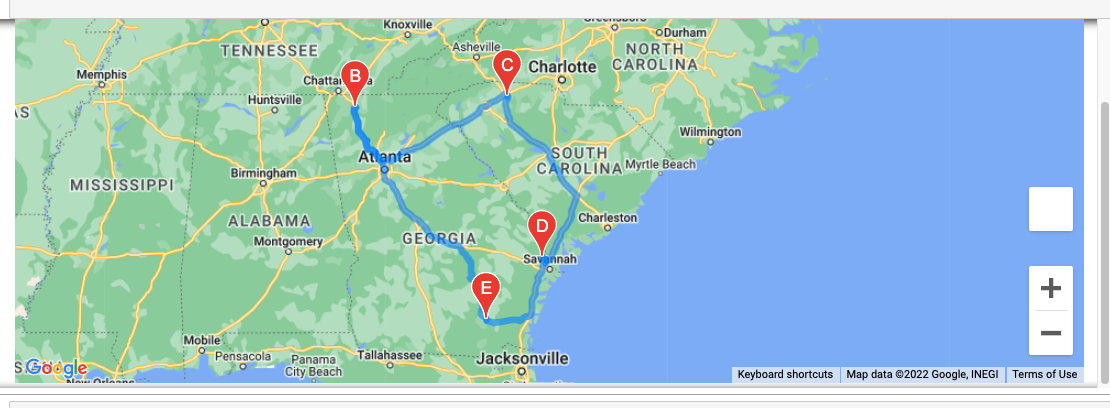 Knoxville
Greensboro
Durham
TENNESSEE
Asheville
NORTH
CAROLINA
C
Charlotte
Memphis
B
Huntsville
AS
Wilmington
Atlanta
SOUTH
CAROLINA
Myrtle Beach
Birmingham
MISSISSIPPI
ALABAMA
D
Charleston
Montgomery
GEORGIA
Savannah
E
+
Mobile
Pensacola
Panama
City Beach
Tallahassee
Jacksonville
Google
New Orleans
Keyboard shortcuts
Map data ©2022 Google, INEGI
Terms of Use